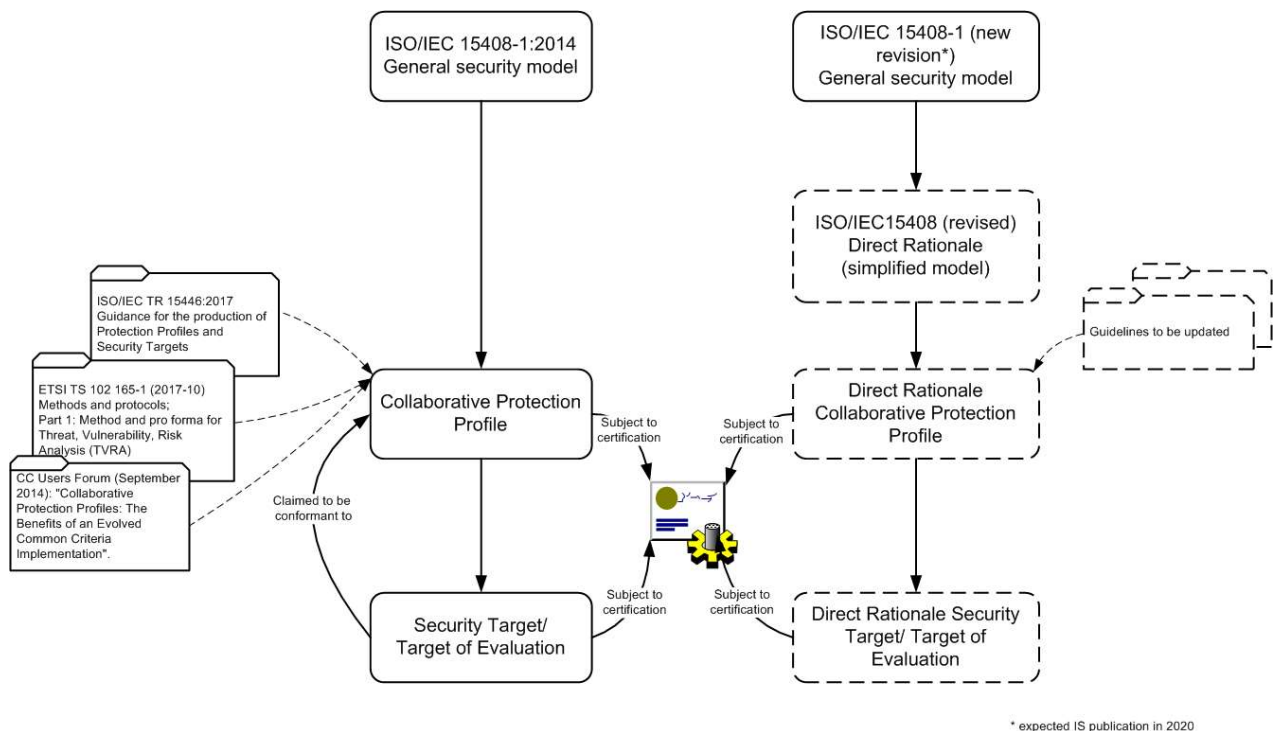 ISO/IEC 15408-1:2014
General security model
ISO/IEC 15408-1 (new
revision*)
General security model
ISO/IEC15408 (revised)
Direct Rationale
(simplified model)
ISO/IEC TR 15446:2017
Guidance for the production of
Protection Profiles and
Security Targets
Guidelines to be updated
ETSI TS 102 165-1 (2017-10)
Methods and protocols;
Part 1: Method and pro forma for
Threat, Vulnerability, Risk
Analysis (TVRA)
Collaborative Protection
Profile
Subject to
certification
Subject to
certification
Direct Rationale
Collaborative Protection
Profile
CC Users Forum (September
2014): "Collaborative
Protection Profiles: The
Benefits of an Evolved
Common Criteria
Implementation".
Claimed to be
conformant to
Security Target/
Target of Evaluation
Subject to
certification
Subject to
certification
Direct Rationale Security
Target/ Target of
Evaluation
* expected IS publication in 2020